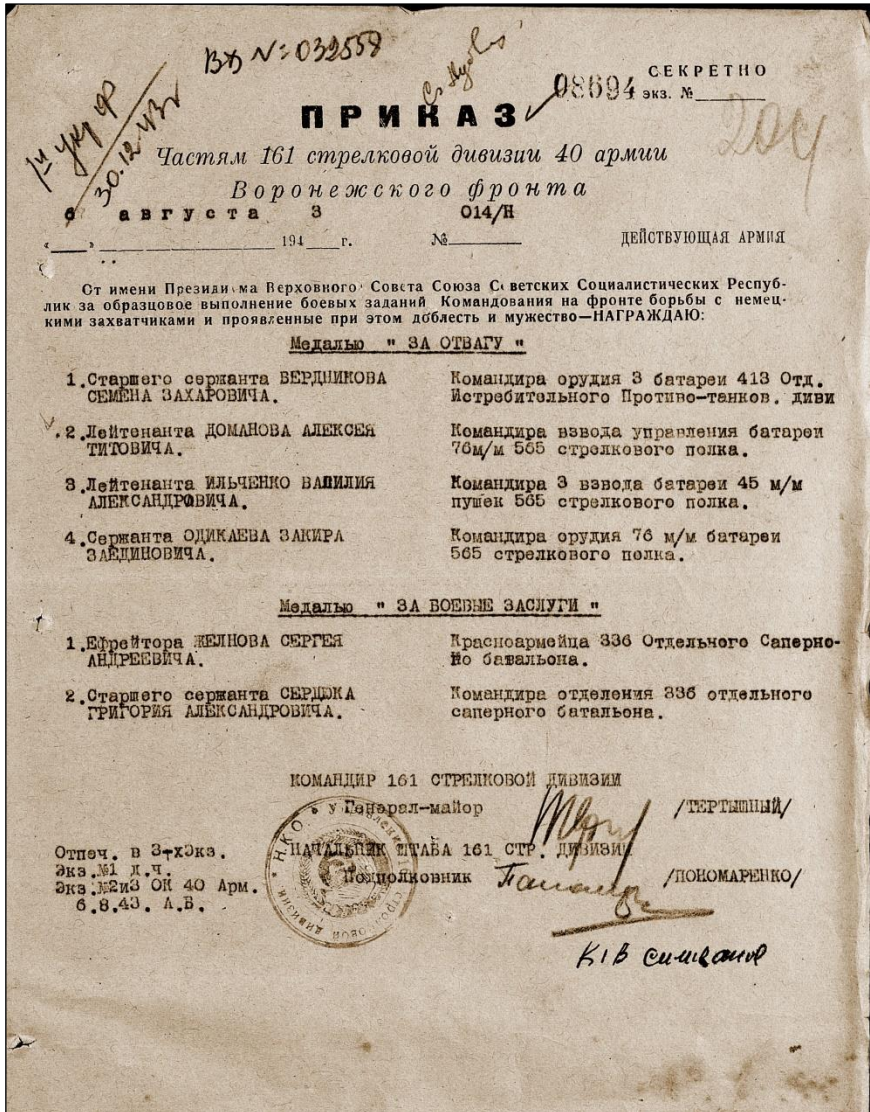 ВД №: 032558
1й Укр Ф
30.12.43г
СЕКРЕТНО
08694 экз. №
204
ПРИКАЗ
Частям 161 стрелковой дивизии 40 армии
Воронежского фронта
6 августа 3 014/Н
« » 194 г. № ДЕЙСТВУЮЩАЯ АРМИЯ
От имени Президиума Верховного Совета Союза Советских Социалистических Респуб-
лик за образцовое выполнение боевых заданий Командования на фронте борьбы с немец-
кими захватчиками и проявленные при этом доблесть и мужество—НАГРАЖДАЮ:
Медалью " ЗА ОТВАГУ "
1.Старшего сержанта БЕРДНИКОВА Командира орудия 3 батареи 413 Отд.
СЕМЕНА ЗАХАРОВИЧА. Истребительного Противо-танков. диви
2.Лейтенанта ДОМАНОВА АЛЕКСЕЯ Командира взвода управления батареи
ТИТОВИЧА. 76м/м 565 стрелкового полка.
3.Лейтенанта ИЛЬЧЕНКО ВАПИЛИЯ Командира 3 взвода батареи 45 м/м
АЛЕКСАНДРОВИЧА. пушек 565 стрелкового полка.
4.Сержанта ОДИКАЕВА ЗАКИРА Командира орудия 76 м/м батареи
ЗАЕДИНОВИЧА. 565 стрелкового полка.
Медалью " ЗА БОЕВЫЕ ЗАСЛУГИ "
1.Ефрейтора ЖЕЛНОВА СЕРГЕЯ Красноармейца 336 Отдельного Саперно-
АНДРЕЕВИЧА. го батальона.
2.Старшего сержанта СЕРДЮКА Командира отделения 336 отдельного
ГРИГОРИЯ АЛЕКСАНДРОВИЧА. саперного батальона.
КОМАНДИР 161 СТРЕЛКОВОЙ ДИВИЗИИ
Генерал-майор /ТЕРТЫШНЫЙ/
Отпеч. в 3-хЭкз. НАЧАЛЬНИК ШТАБА 161 СТР. ДИВИЗИИ
Экз.№1 д.ч.
Экз.№2и3 ОК 40 Арм. Подполковник /ПОНОМАРЕНКО/
6.8.43. А.Б.